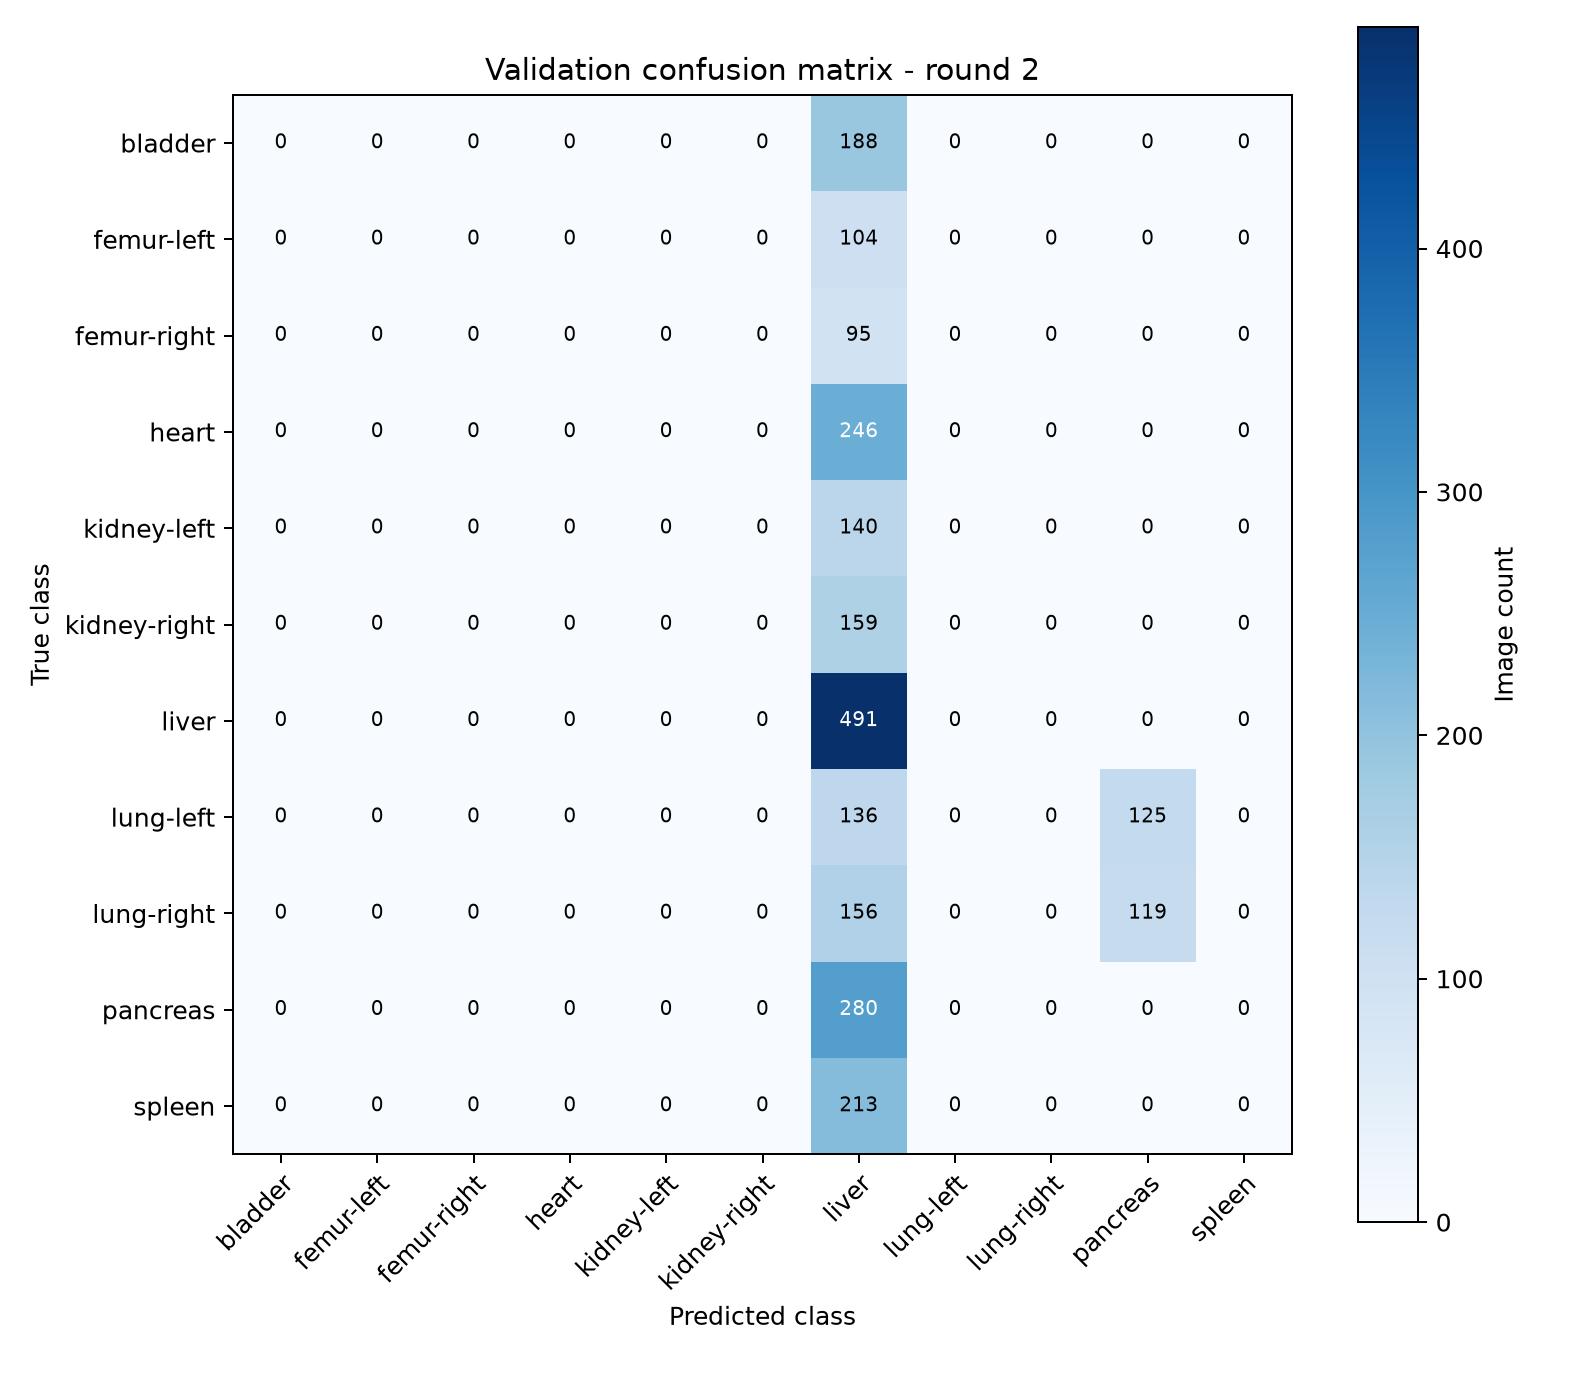 Validation confusion matrix - round 2
bladder 0 0 0 0 0 0 188 0 0 0 0
femur-left 0 0 0 0 0 0 104 0 0 0 0
femur-right 0 0 0 0 0 0 95 0 0 0 0
heart 0 0 0 0 0 0 246 0 0 0 0
kidney-left 0 0 0 0 0 0 140 0 0 0 0
kidney-right 0 0 0 0 0 0 159 0 0 0 0
liver 0 0 0 0 0 0 491 0 0 0 0
lung-left 0 0 0 0 0 0 136 0 0 125 0
lung-right 0 0 0 0 0 0 156 0 0 119 0
pancreas 0 0 0 0 0 0 280 0 0 0 0
spleen 0 0 0 0 0 0 213 0 0 0 0
True class
bladder femur-left femur-right heart kidney-left kidney-right liver lung-left lung-right pancreas spleen
Predicted class
400
300
200
100
0
Image count